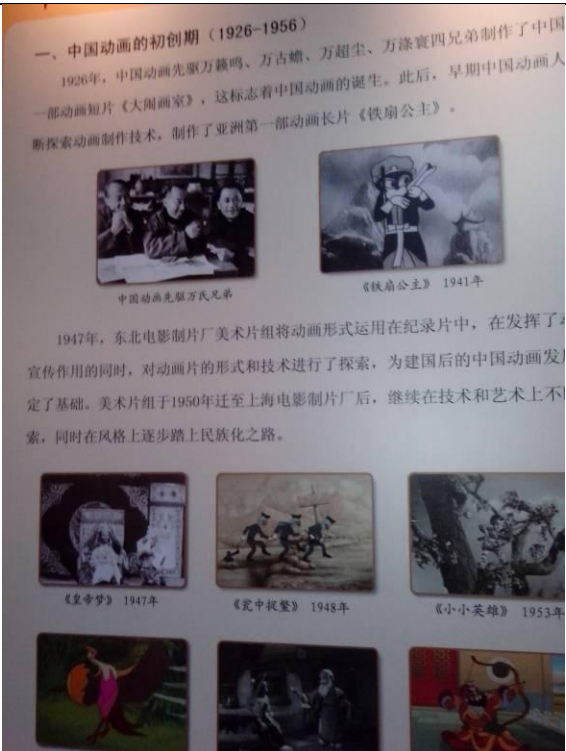 一、中国动画的初创期（1926-1956）
1926年，中国动画先驱万籁鸣、万古蟾、万超尘、万涤寰四兄弟制作了中国
一部动画短片《大闹画室》，这标志着中国动画的诞生。此后，早期中国动画人
断探索动画制作技术，制作了亚洲第一部动画长片《铁扇公主》。
中国动画先驱万氏兄弟
《铁扇公主》 1941年
1947年，东北电影制片厂美术片组将动画形式运用在纪录片中，在发挥了
宣传作用的同时，对动画片的形式和技术进行了探索，为建国后的中国动画发
定了基础。美术片组于1950年迁至上海电影制片厂后，继续在技术和艺术上不
索，同时在风格上逐步踏上民族化之路。
《皇帝梦》 1947年
《瓮中捉鳖》 1948年
《小小英雄》 1953年